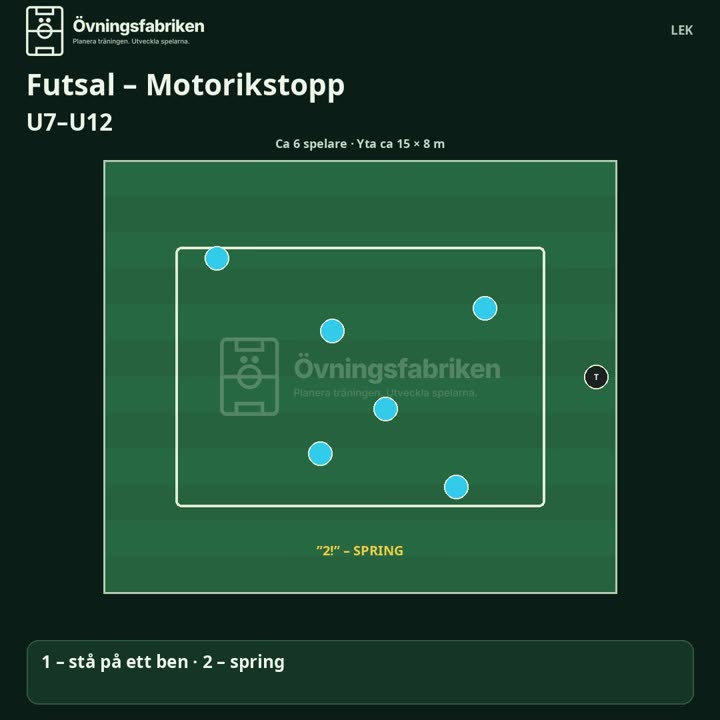 Övningsfabriken
Planera träningen. Utveckla spelarna.
LEK
Futsal – Motorikstopp
U7–U12
Ca 6 spelare · Yta ca 15 × 8 m
Övningsfabriken
Planera träningen. Utveckla spelarna.
T
”2!” – SPRING
1 – stå på ett ben · 2 – spring